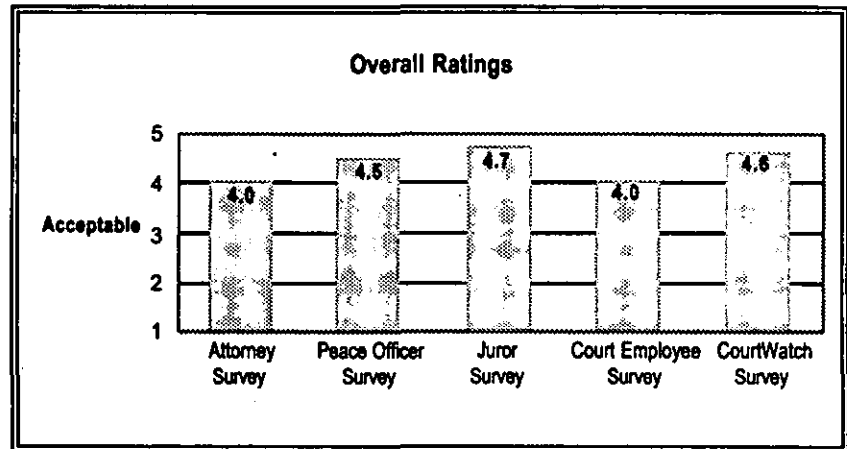 Overall Ratings
5
4
Acceptable
3
2
1
4.0
4.5
4.7
4.0
4.6
Attorney Survey
Peace Officer Survey
Juror Survey
Court Employee Survey
CourtWatch Survey